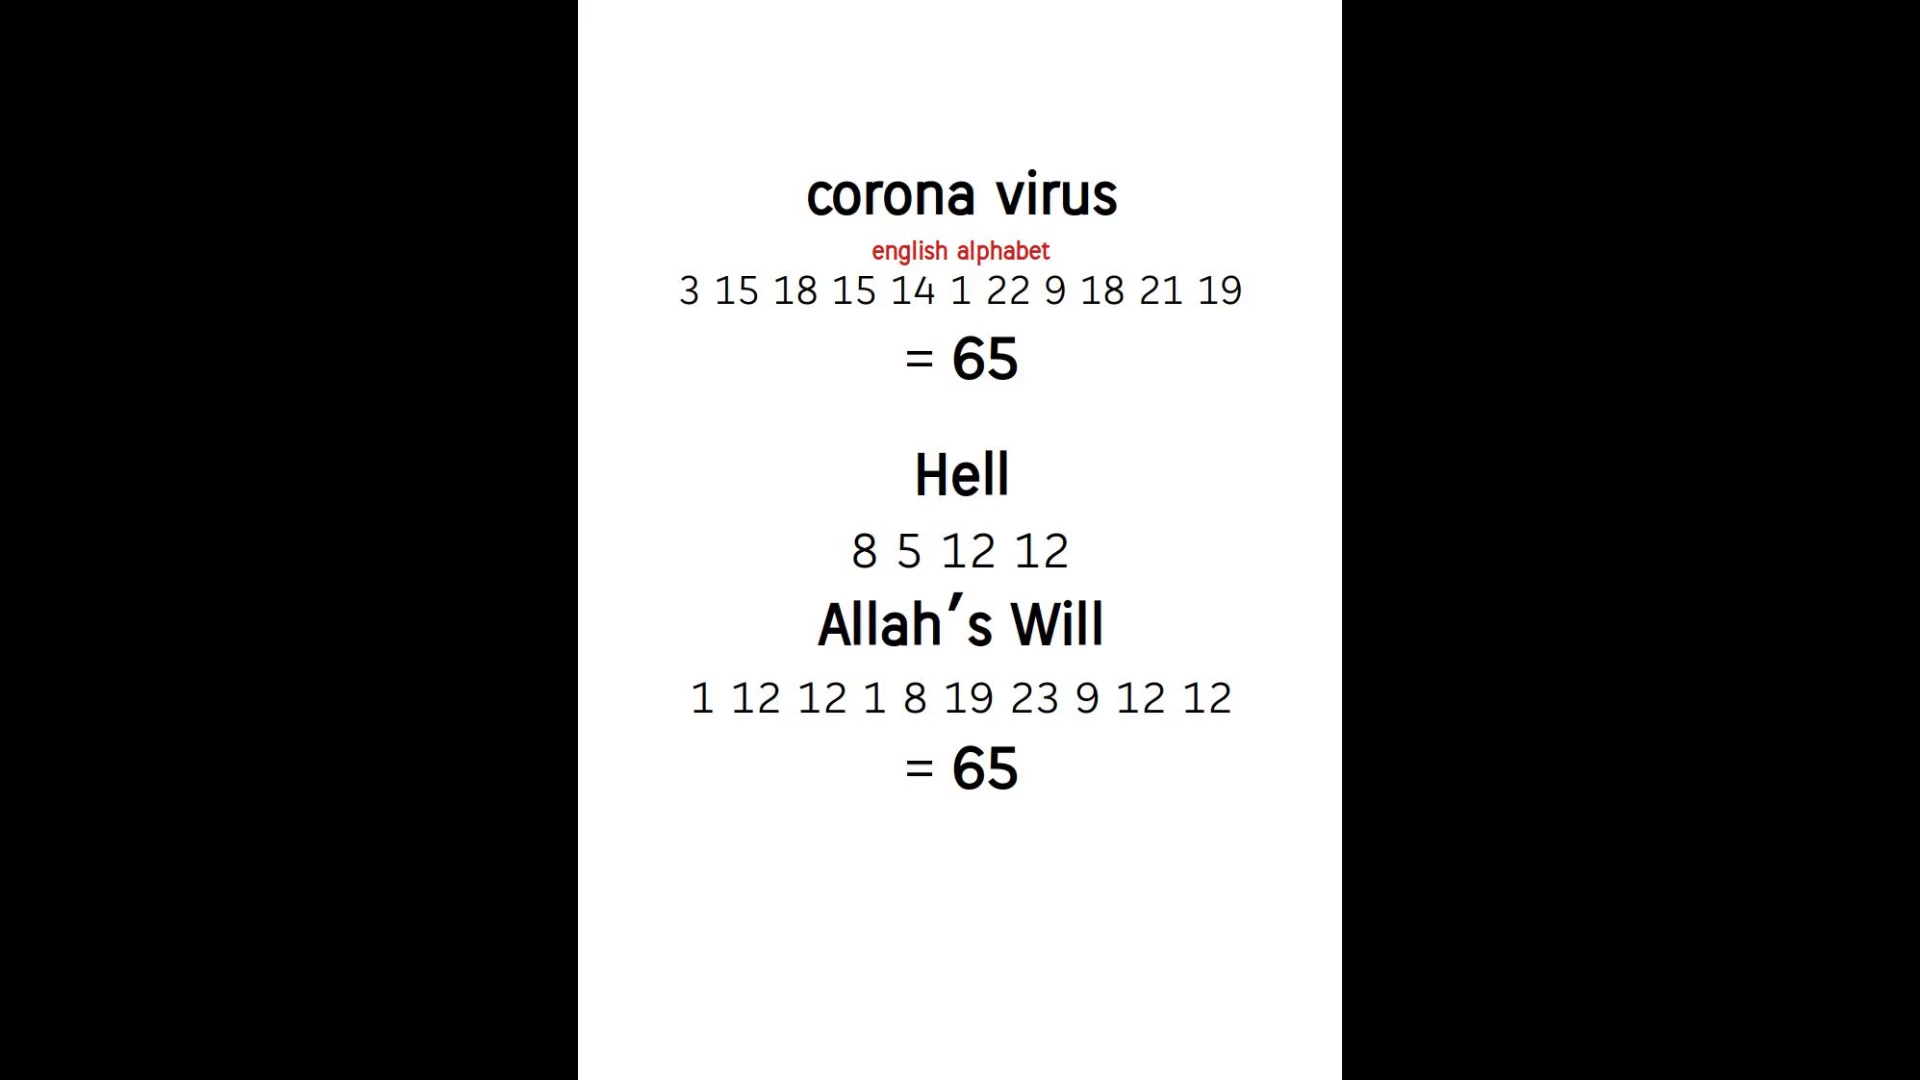 corona virus
english alphabet
3 15 18 15 14 1 22 9 18 21 19
= 65
Hell
8 5 12 12
Allah's Will
1 12 12 1 8 19 23 9 12 12
= 65